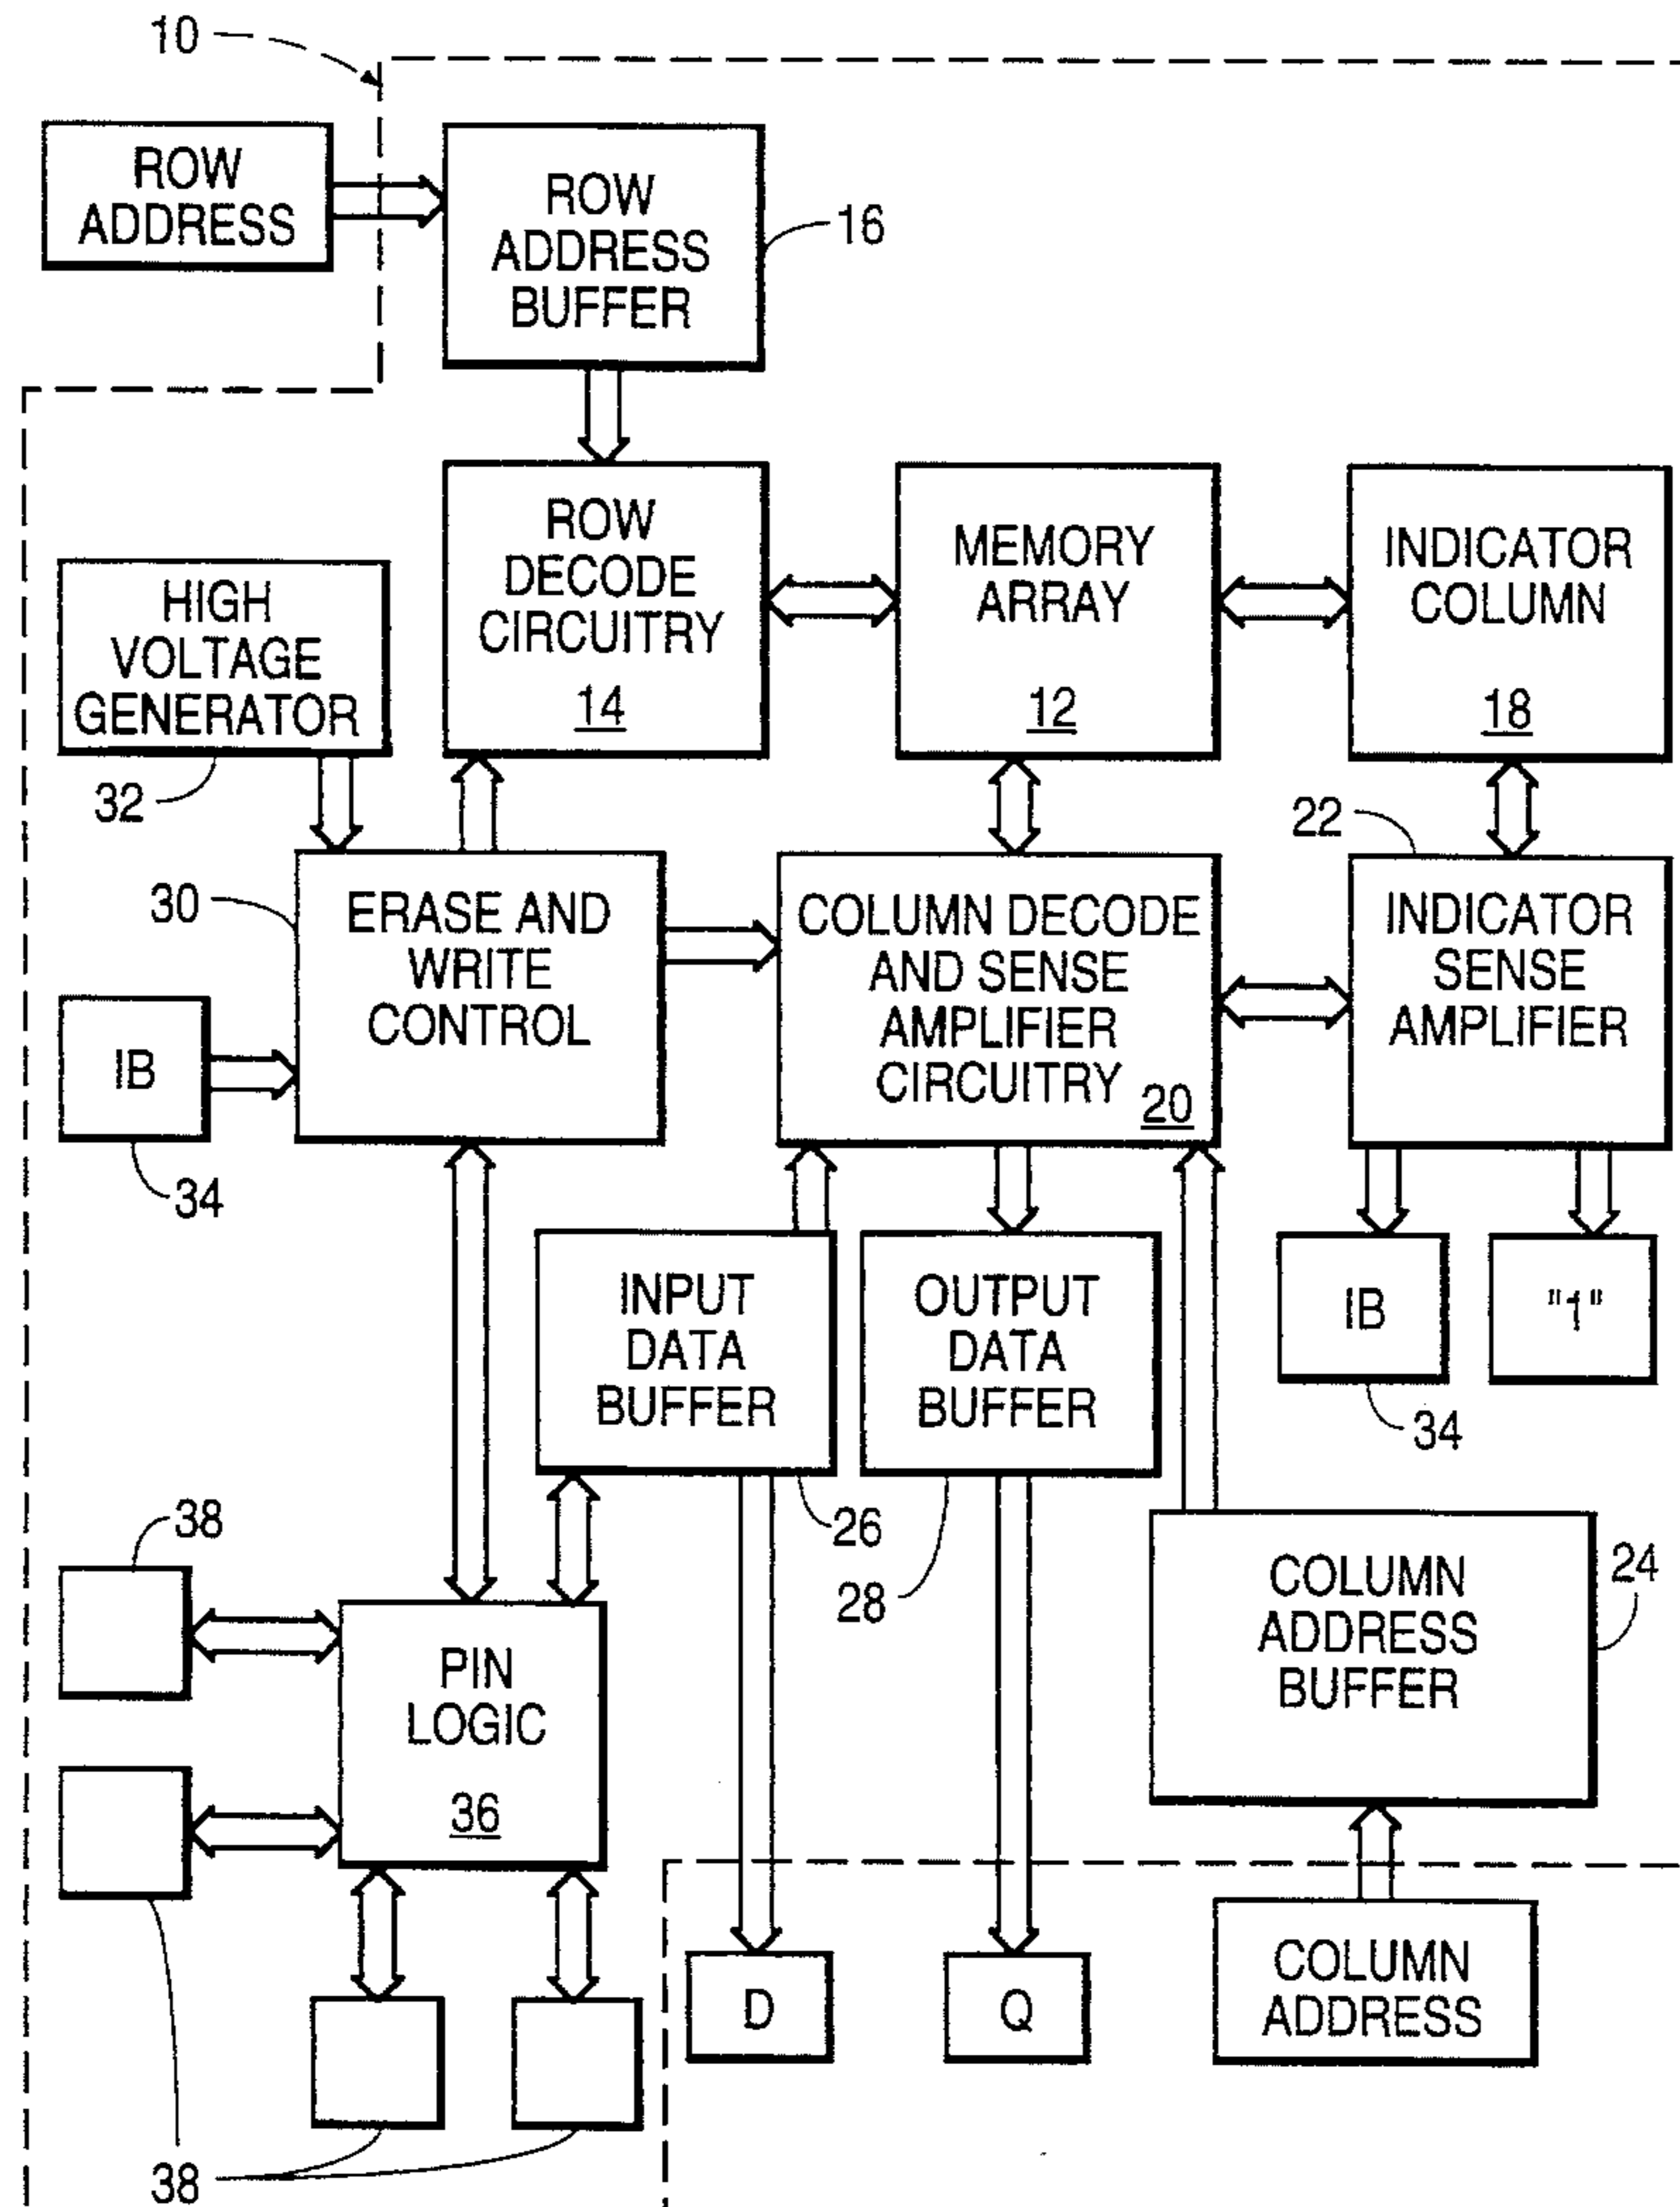 10
ROW
ADDRESS
ROW
ADDRESS
BUFFER
16
HIGH
VOLTAGE
GENERATOR
32
ROW
DECODE
CIRCUITRY
14
MEMORY
ARRAY
12
INDICATOR
COLUMN
18
22
30
ERASE AND
WRITE
CONTROL
COLUMN DECODE
AND SENSE
AMPLIFIER
CIRCUITRY
20
INDICATOR
SENSE
AMPLIFIER
IB
34
INPUT
DATA
BUFFER
26
OUTPUT
DATA
BUFFER
28
IB
34
"1"
38
PIN
LOGIC
36
COLUMN
ADDRESS
BUFFER
24
D
Q
COLUMN
ADDRESS
38